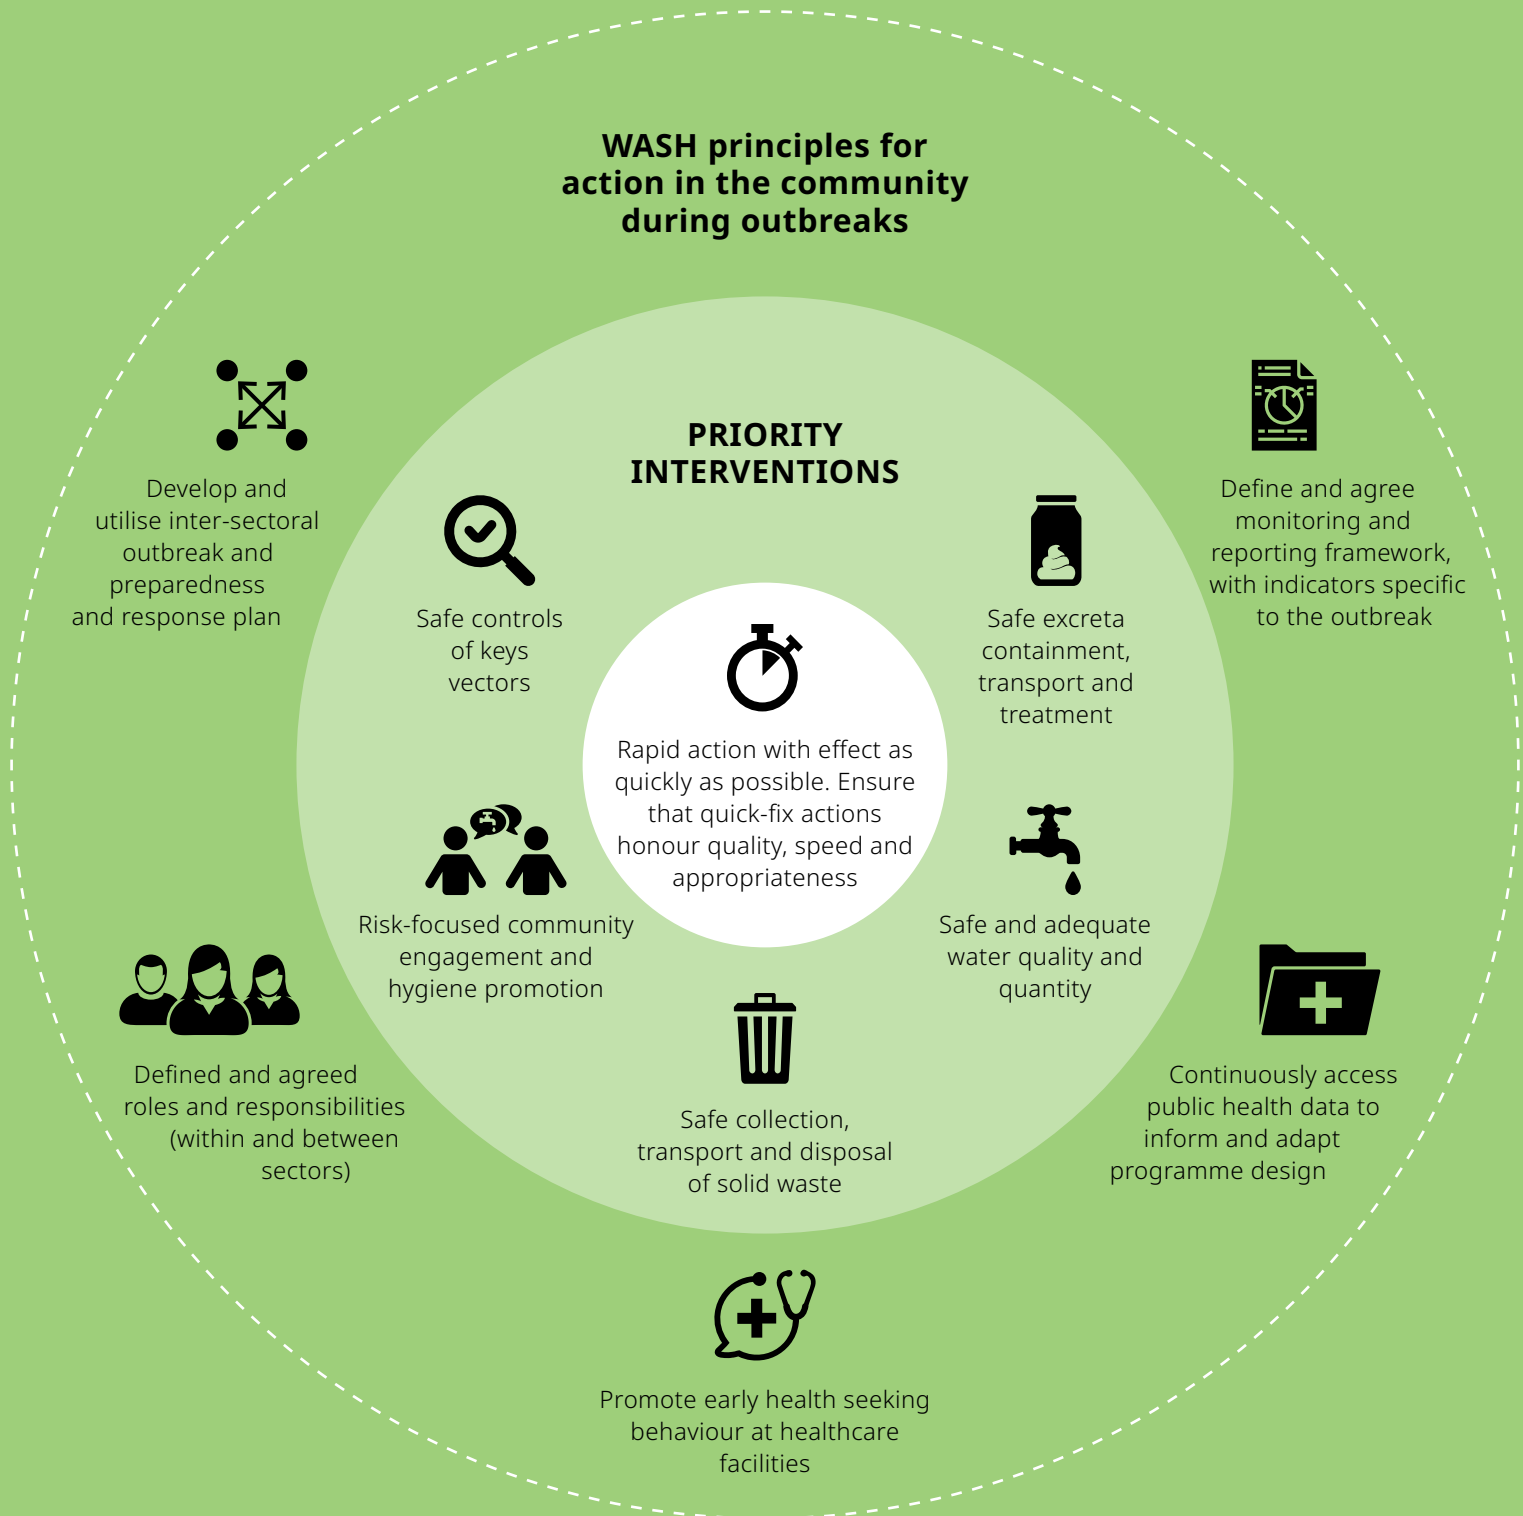 WASH principles for
action in the community
during outbreaks
Develop and
utilise inter-sectoral
outbreak and
preparedness
and response plan
Define and agree
monitoring and
reporting framework,
with indicators specific
to the outbreak
PRIORITY
INTERVENTIONS
Safe controls
of keys
vectors
Safe excreta
containment,
transport and
treatment
Rapid action with effect as
quickly as possible. Ensure
that quick-fix actions
honour quality, speed and
appropriateness
Risk-focused community
engagement and
hygiene promotion
Safe and adequate
water quality and
quantity
Safe collection,
transport and disposal
of solid waste
Defined and agreed
roles and responsibilities
(within and between
sectors)
Continuously access
public health data to
inform and adapt
programme design
Promote early health seeking
behaviour at healthcare
facilities